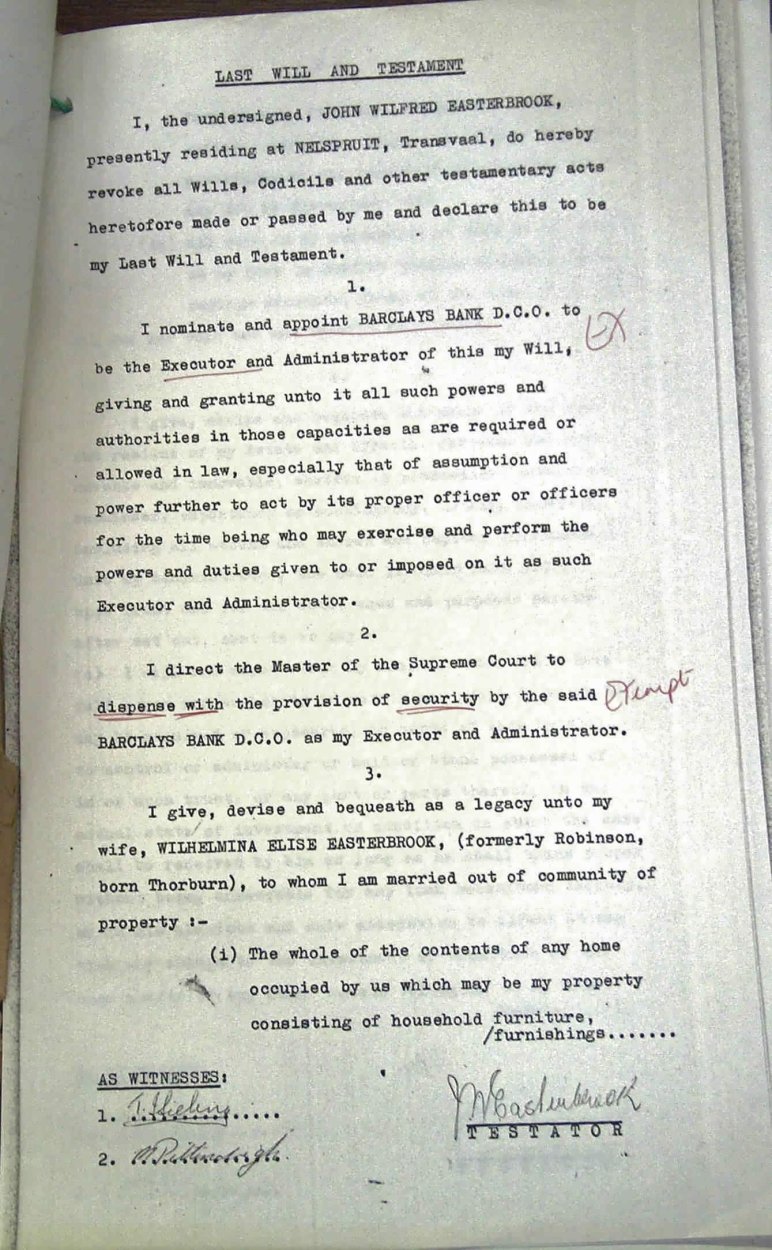 LAST WILL AND TESTAMENT
I, the undersigned, JOHN WILFRED EASTERBROOK,
presently residing at NELSPRUIT, Transvaal, do hereby
revoke all Wills, Codicils and other testamentary acts
heretofore made or passed by me and declare this to be
my Last Will and Testament.
1.
I nominate and appoint BARCLAYS BANK D.C.O. to
EX
be the Executor and Administrator of this my Will,
giving and granting unto it all such powers and
authorities in those capacities as are required or
allowed in law, especially that of assumption and
power further to act by its proper officer or officers
for the time being who may exercise and perform the
powers and duties given to or imposed on it as such
Executor and Administrator.
2.
I direct the Master of the Supreme Court to
dispense with the provision of security by the said
Exempt
BARCLAYS BANK D.C.O. as my Executor and Administrator.
3.
I give, devise and bequeath as a legacy unto my
wife, WILHELMINA ELISE EASTERBROOK, (formerly Robinson,
born Thorburn), to whom I am married out of community of
property :-
(i) The whole of the contents of any home
occupied by us which may be my property
consisting of household furniture,
/furnishings.......
AS WITNESSES:
1.
2.
JWEasterbrook
TESTATOR